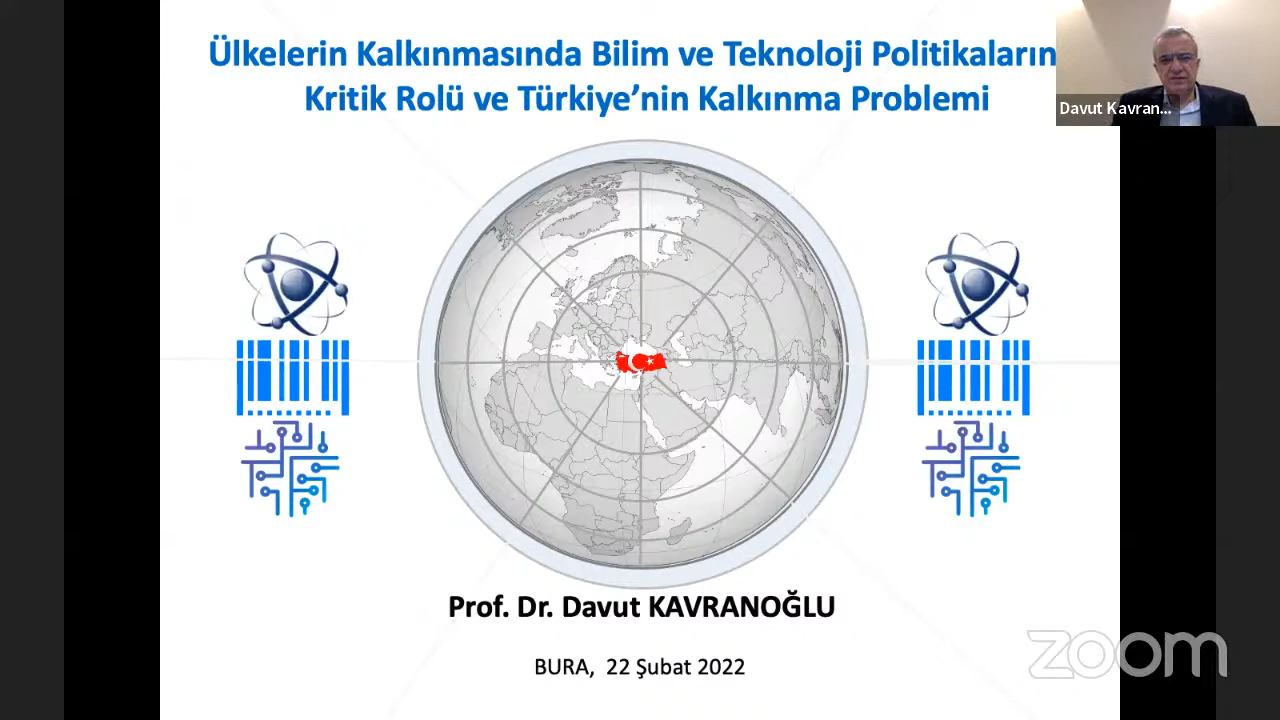 Ülkelerin Kalkınmasında Bilim ve Teknoloji Politikaların
Kritik Rolü ve Türkiye’nin Kalkınma Problemi
Davut Kavran...
Prof. Dr. Davut KAVRANOĞLU
BURA, 22 Şubat 2022
zoom